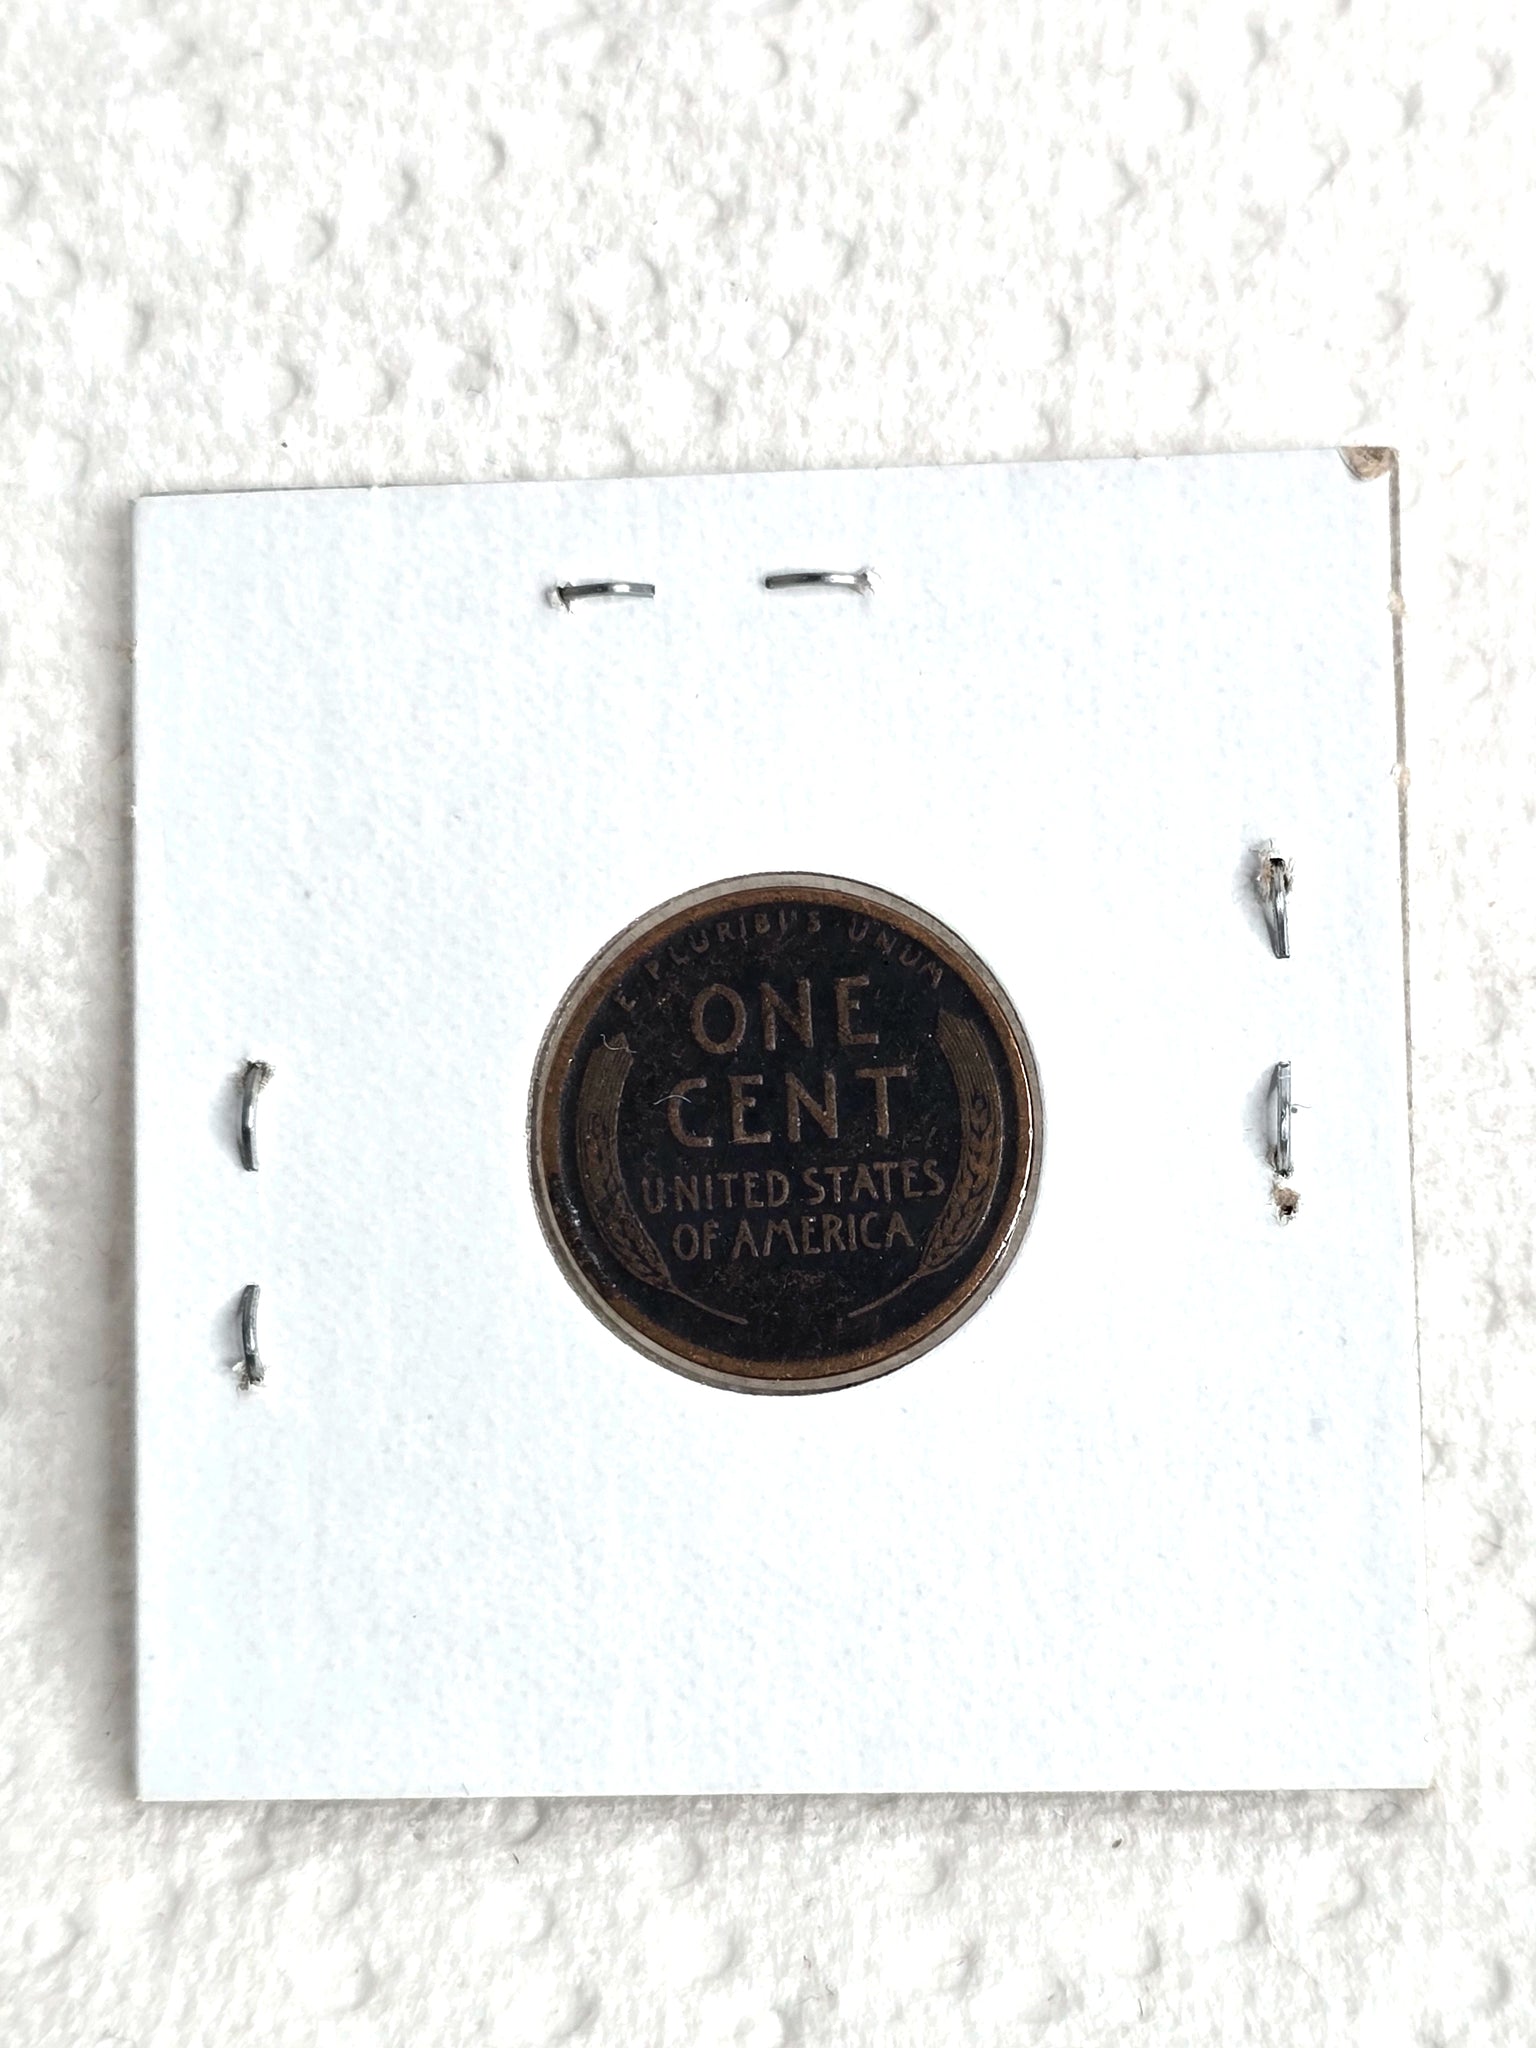 E PLURIBUS UNUM
ONE
CENT
UNITED STATES
OF AMERICA